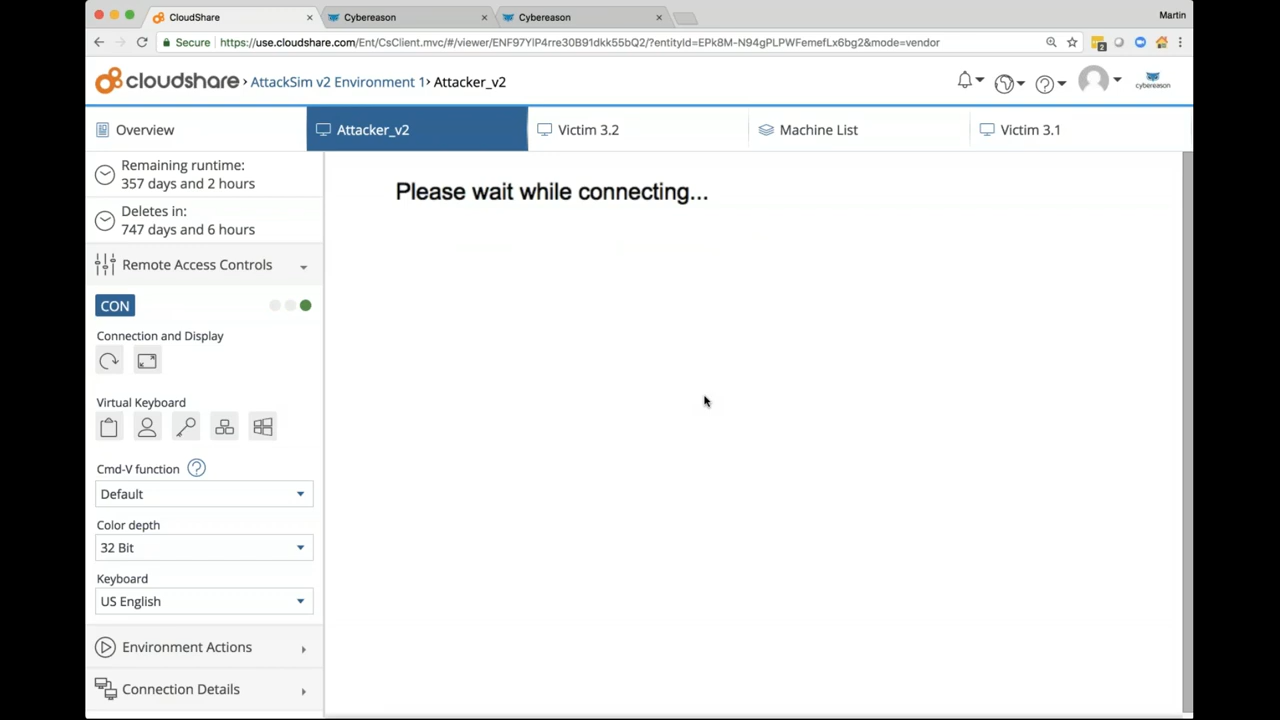 CloudShare
Cybereason
Cybereason
Martin
Secure
https://use.cloudshare.com/Ent/CsClient.mvc/#/viewer/ENF97YlP4rre30B91dkk55bQ2/?entityId=EPk8M-N94gPLPWFemefLx6bg2&mode=vendor
2
cloudshare › AttackSim v2 Environment 1› Attacker_v2
cybereason
Overview
Attacker_v2
Victim 3.2
Machine List
Victim 3.1
Remaining runtime:
357 days and 2 hours
Deletes in:
747 days and 6 hours
Remote Access Controls
CON
Connection and Display
Virtual Keyboard
Cmd-V function ?
Default
Color depth
32 Bit
Keyboard
US English
Environment Actions
Connection Details
Please wait while connecting...